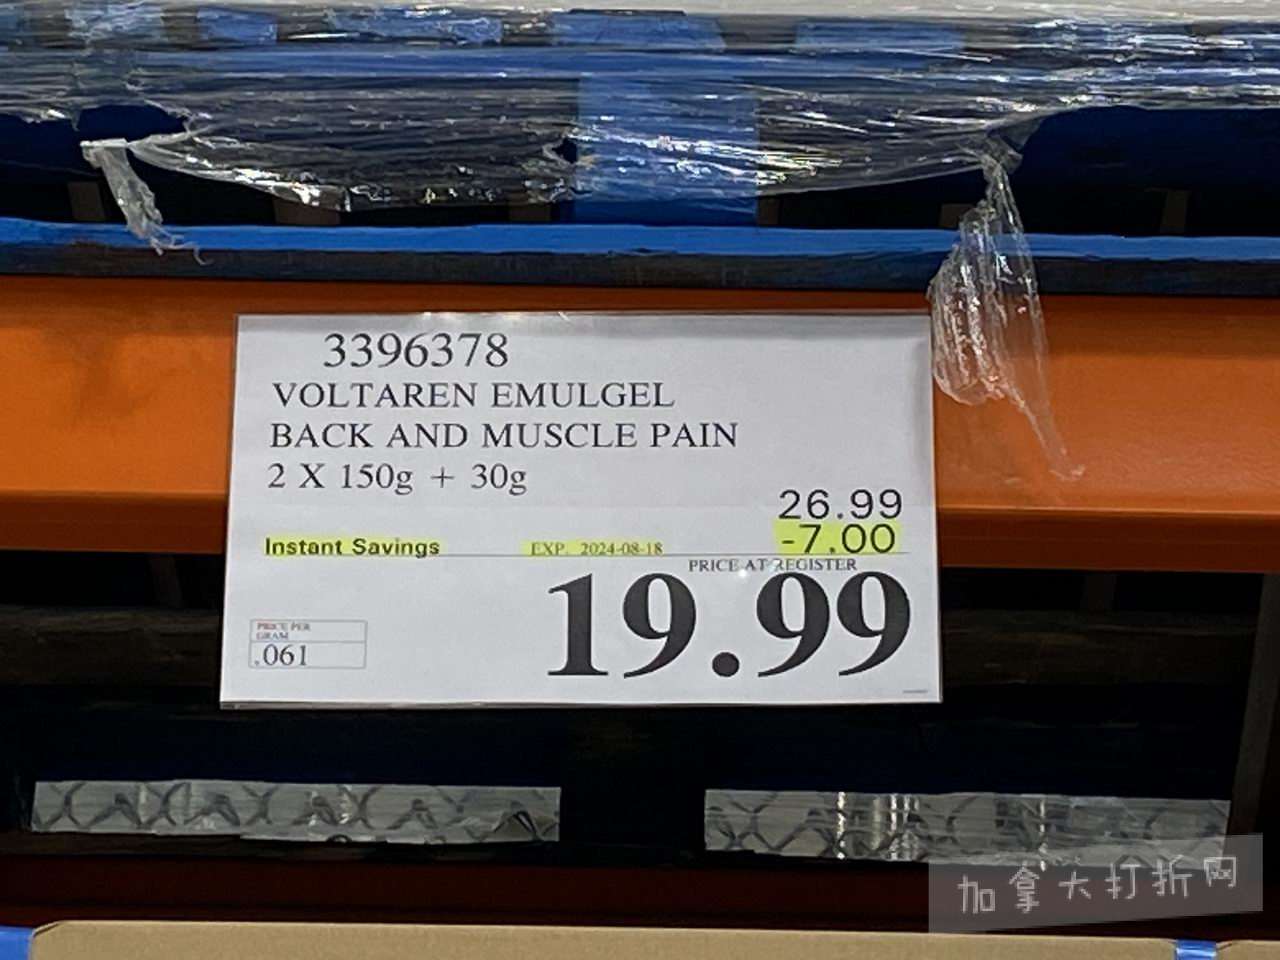 3396378
VOLTAREN EMULGEL
BACK AND MUSCLE PAIN
2 X 150g + 30g
26.99
Instant Savings EXP. 2024-08-18 -7.00
PRICE AT REGISTER
19.99
PRICE PER
GRAM
.061
加拿大打折网